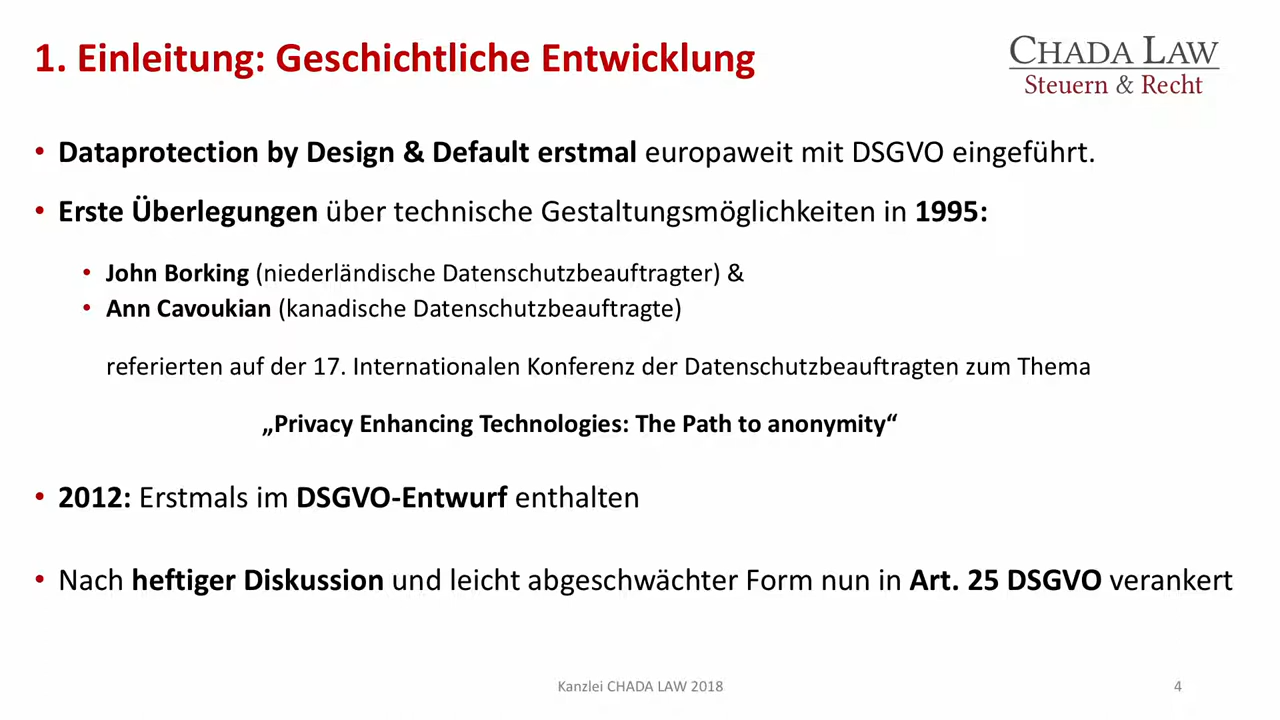 1. Einleitung: Geschichtliche Entwicklung
CHADA LAW
Steuern & Recht
• Dataprotection by Design & Default erstmal europaweit mit DSGVO eingeführt.
• Erste Überlegungen über technische Gestaltungsmöglichkeiten in 1995:
• John Borking (niederländische Datenschutzbeauftragter) &
• Ann Cavoukian (kanadische Datenschutzbeauftragte)
referierten auf der 17. Internationalen Konferenz der Datenschutzbeauftragten zum Thema
„Privacy Enhancing Technologies: The Path to anonymity“
• 2012: Erstmals im DSGVO-Entwurf enthalten
• Nach heftiger Diskussion und leicht abgeschwächter Form nun in Art. 25 DSGVO verankert
Kanzlei CHADA LAW 2018
4